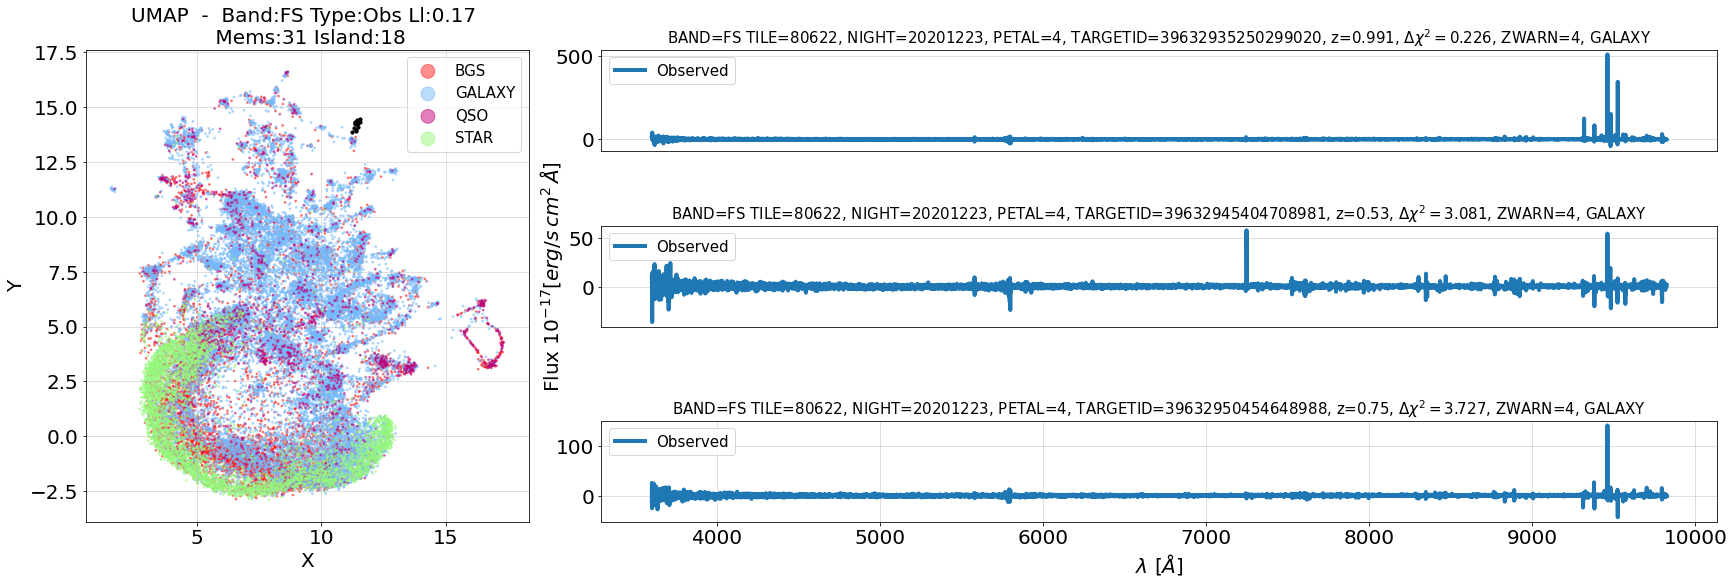 UMAP - Band:FS Type:Obs Ll:0.17
Mems:31 Island:18
17.5
15.0
12.5
10.0
7.5
5.0
2.5
0.0
−2.5
Y
5
10
15
X
BGS
GALAXY
QSO
STAR
BAND=FS TILE=80622, NIGHT=20201223, PETAL=4, TARGETID=39632935250299020, z=0.991, Δχ² = 0.226, ZWARN=4, GALAXY
500
0
Observed
BAND=FS TILE=80622, NIGHT=20201223, PETAL=4, TARGETID=39632945404708981, z=0.53, Δχ² = 3.081, ZWARN=4, GALAXY
50
0
Observed
Flux 10⁻¹⁷[erg/s cm² Å]
BAND=FS TILE=80622, NIGHT=20201223, PETAL=4, TARGETID=39632950454648988, z=0.75, Δχ² = 3.727, ZWARN=4, GALAXY
100
0
Observed
4000
5000
6000
7000
8000
9000
10000
λ [Å]